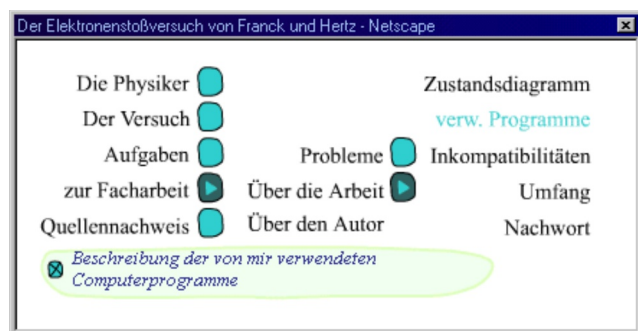 Der Elektronenstoßversuch von Franck und Hertz - Netscape
Die Physiker
Zustandsdiagramm
Der Versuch
verw. Programme
Aufgaben
Probleme
Inkompatibilitäten
zur Facharbeit
Über die Arbeit
Umfang
Quellennachweis
Über den Autor
Nachwort
Beschreibung der von mir verwendeten
Computerprogramme